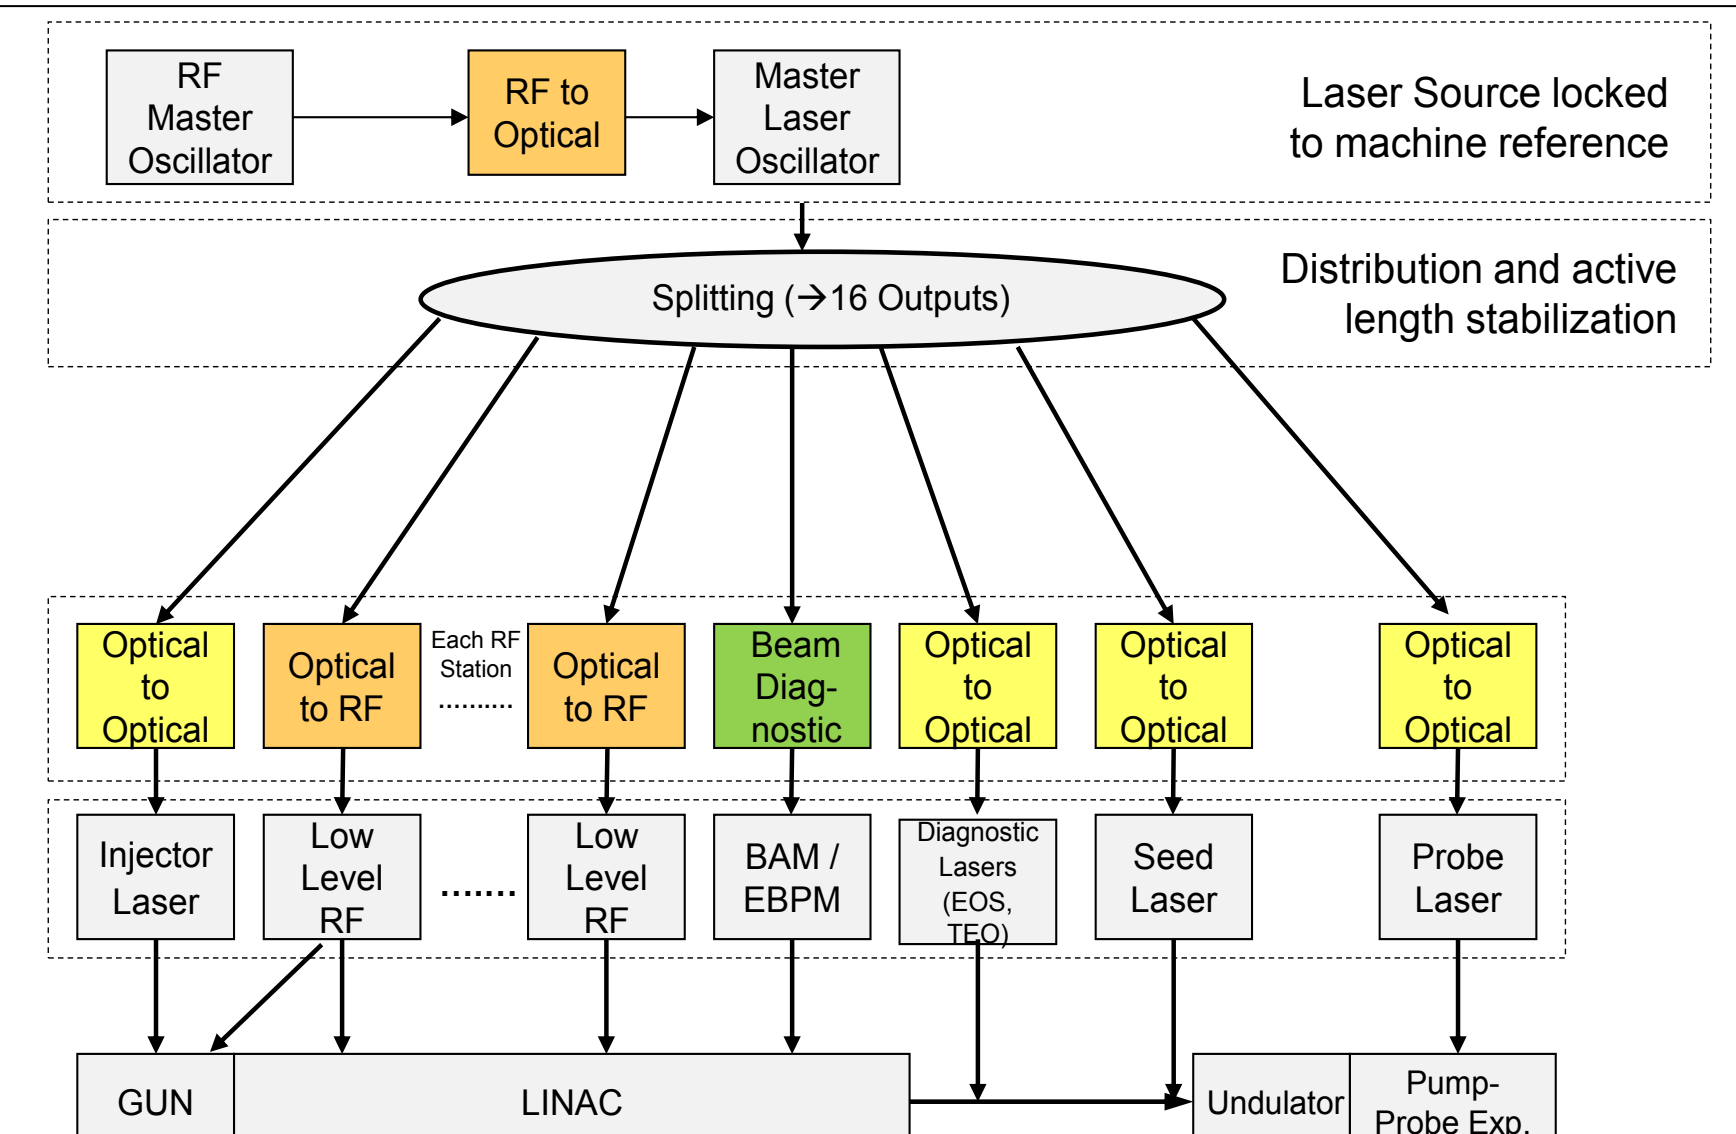 RF
Master
Oscillator
RF to
Optical
Master
Laser
Oscillator
Laser Source locked
to machine reference
Splitting (→16 Outputs)
Distribution and active
length stabilization
Optical
to
Optical
Optical
to RF
Each RF
Station
..........
Optical
to RF
Beam
Diag-
nostic
Optical
to
Optical
Optical
to
Optical
Optical
to
Optical
Injector
Laser
Low
Level
RF
.......
Low
Level
RF
BAM /
EBPM
Diagnostic
Lasers
(EOS,
TEO)
Seed
Laser
Probe
Laser
GUN
LINAC
Undulator
Pump-
Probe Exp.